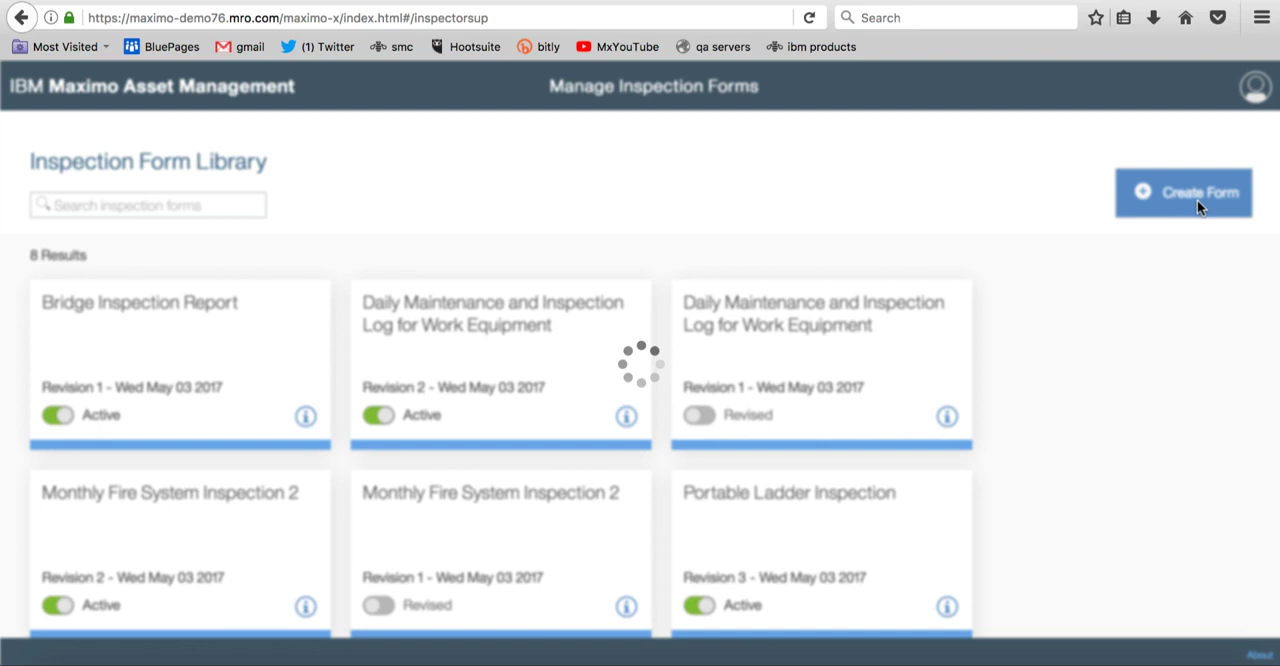 https://maximo-demo76.mro.com/maximo-x/index.html#/inspectorsup
Search
Most Visited
BluePages
gmail
(1) Twitter
smc
Hootsuite
bitly
MxYouTube
qa servers
ibm products
IBM Maximo Asset Management
Manage Inspection Forms
Inspection Form Library
Search inspection forms
Create Form
8 Results
Bridge Inspection Report
Revision 1 - Wed May 03 2017
Active
Daily Maintenance and Inspection
Log for Work Equipment
Revision 2 - Wed May 03 2017
Active
Daily Maintenance and Inspection
Log for Work Equipment
Revision 1 - Wed May 03 2017
Revised
Monthly Fire System Inspection 2
Revision 2 - Wed May 03 2017
Active
Monthly Fire System Inspection 2
Revision 1 - Wed May 03 2017
Revised
Portable Ladder Inspection
Revision 3 - Wed May 03 2017
Active
About